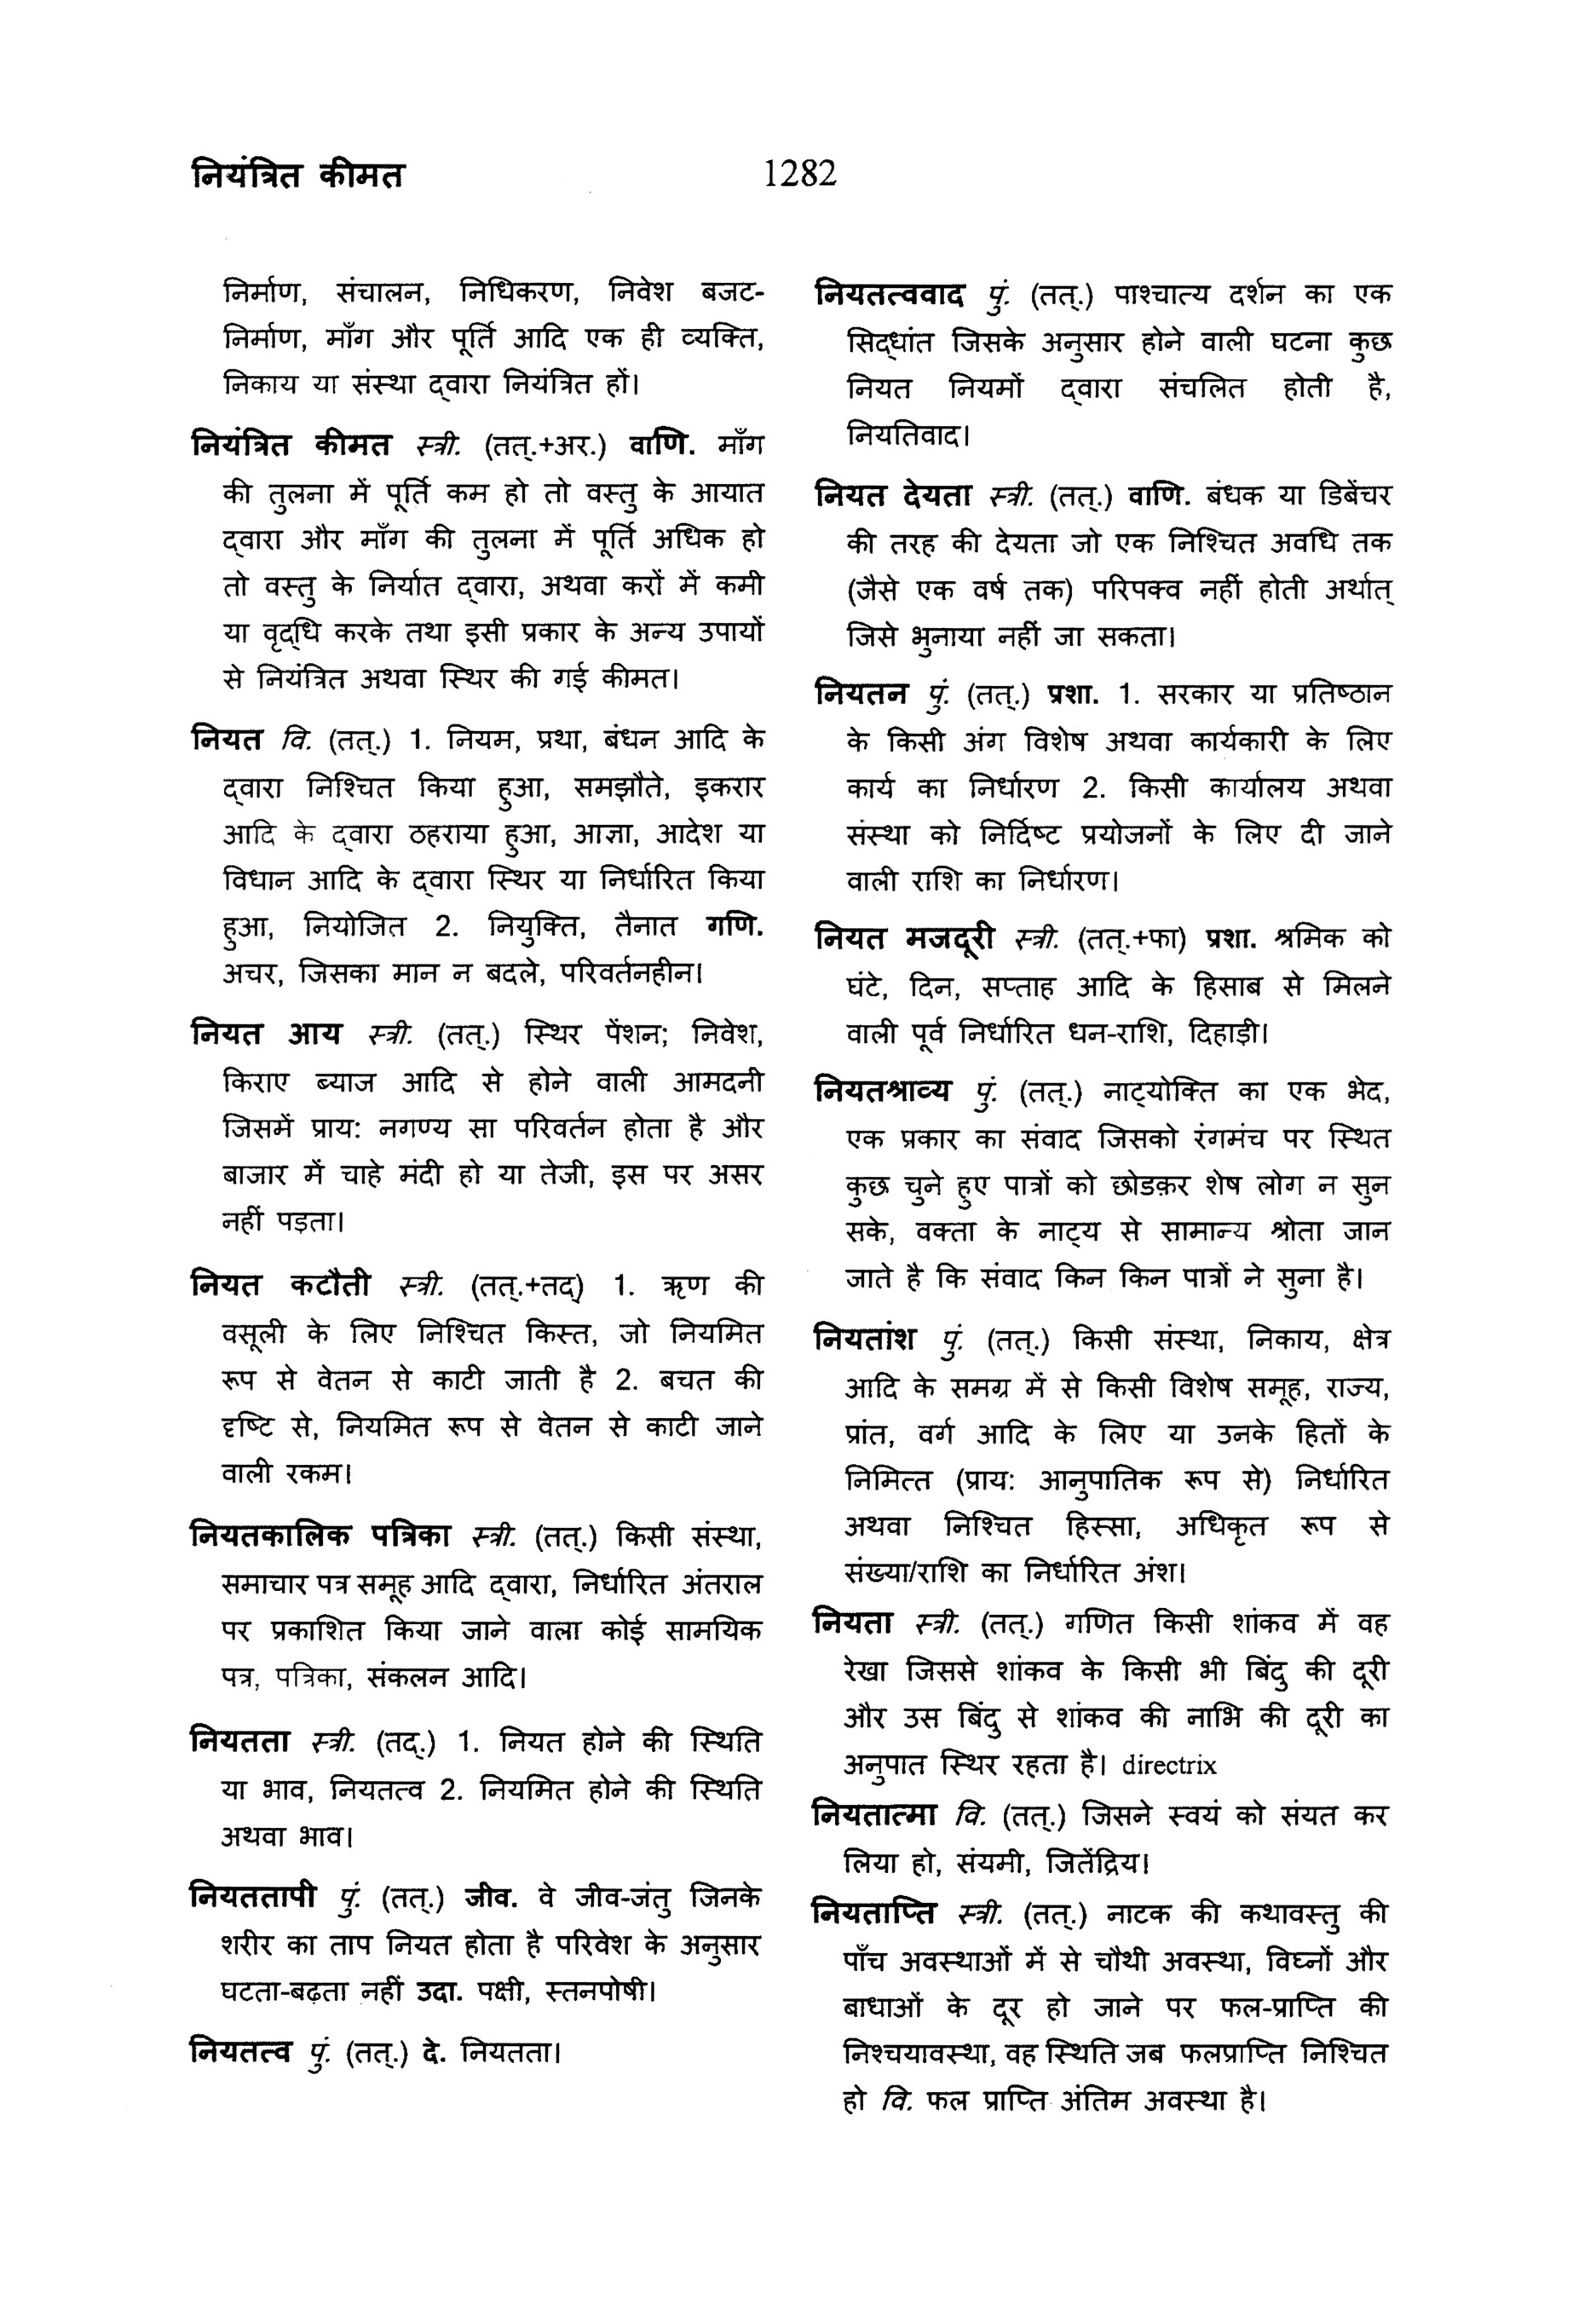 नियंत्रित कीमत
1282
निर्माण, संचालन, निधिकरण, निवेश बजट-
निर्माण, माँग और पूर्ति आदि एक ही व्यक्ति,
निकाय या संस्था द्‌वारा नियंत्रित हों।
नियंत्रित कीमत स्त्री. (तत्.+अर.) वाणि. माँग
की तुलना में पूर्ति कम हो तो वस्तु के आयात
द्‌वारा और माँग की तुलना में पूर्ति अधिक हो
तो वस्तु के निर्यात द्‌वारा, अथवा करों में कमी
या वृद्‌धि करके तथा इसी प्रकार के अन्य उपायों
से नियंत्रित अथवा स्थिर की गई कीमत।
नियत वि. (तत्.) 1. नियम, प्रथा, बंधन आदि के
द्‌वारा निश्चित किया हुआ, समझौते, इकरार
आदि के द्‌वारा ठहराया हुआ, आज्ञा, आदेश या
विधान आदि के द्‌वारा स्थिर या निर्धारित किया
हुआ, नियोजित 2. नियुक्ति, तैनात गणि.
अचर, जिसका मान न बदले, परिवर्तनहीन।
नियत आय स्त्री. (तत्.) स्थिर पेंशन; निवेश,
किराए ब्याज आदि से होने वाली आमदनी
जिसमें प्राय: नगण्य सा परिवर्तन होता है और
बाजार में चाहे मंदी हो या तेजी, इस पर असर
नहीं पड़ता।
नियत कटौती स्त्री. (तत्.+तद्) 1. ऋण की
वसूली के लिए निश्चित किस्त, जो नियमित
रूप से वेतन से काटी जाती है 2. बचत की
दृष्टि से, नियमित रूप से वेतन से काटी जाने
वाली रकम।
नियतकालिक पत्रिका स्त्री. (तत्.) किसी संस्था,
समाचार पत्र समूह आदि द्‌वारा, निर्धारित अंतराल
पर प्रकाशित किया जाने वाला कोई सामयिक
पत्र, पत्रिका, संकलन आदि।
नियतता स्त्री. (तद्.) 1. नियत होने की स्थिति
या भाव, नियतत्व 2. नियमित होने की स्थिति
अथवा भाव।
नियततापी पुं. (तत्.) जीव. वे जीव-जंतु जिनके
शरीर का ताप नियत होता है परिवेश के अनुसार
घटता-बढ़ता नहीं उदा. पक्षी, स्तनपोषी।
नियतत्व पुं. (तत्.) दे. नियतता।
नियतत्ववाद पुं. (तत्.) पाश्चात्य दर्शन का एक
सिद्‌धांत जिसके अनुसार होने वाली घटना कुछ
नियत नियमों द्‌वारा संचलित होती है,
नियतिवाद।
नियत देयता स्त्री. (तत्.) वाणि. बंधक या डिबेंचर
की तरह की देयता जो एक निश्चित अवधि तक
(जैसे एक वर्ष तक) परिपक्व नहीं होती अर्थात्
जिसे भुनाया नहीं जा सकता।
नियतन पुं. (तत्.) प्रशा. 1. सरकार या प्रतिष्ठान
के किसी अंग विशेष अथवा कार्यकारी के लिए
कार्य का निर्धारण 2. किसी कार्यालय अथवा
संस्था को निर्दिष्ट प्रयोजनों के लिए दी जाने
वाली राशि का निर्धारण।
नियत मजदूरी स्त्री. (तत्.+फा) प्रशा. श्रमिक को
घंटे, दिन, सप्ताह आदि के हिसाब से मिलने
वाली पूर्व निर्धारित धन-राशि, दिहाड़ी।
नियतश्राव्य पुं. (तत्.) नाट्‌योक्ति का एक भेद,
एक प्रकार का संवाद जिसको रंगमंच पर स्थित
कुछ चुने हुए पात्रों को छोडक़र शेष लोग न सुन
सके, वक्ता के नाट्‌य से सामान्य श्रोता जान
जाते है कि संवाद किन किन पात्रों ने सुना है।
नियतांश पुं. (तत्.) किसी संस्था, निकाय, क्षेत्र
आदि के समग्र में से किसी विशेष समूह, राज्य,
प्रांत, वर्ग आदि के लिए या उनके हितों के
निमित्त (प्राय: आनुपातिक रूप से) निर्धारित
अथवा निश्चित हिस्सा, अधिकृत रूप से
संख्या/राशि का निर्धारित अंश।
नियता स्त्री. (तत्.) गणित किसी शांकव में वह
रेखा जिससे शांकव के किसी भी बिंदु की दूरी
और उस बिंदु से शांकव की नाभि की दूरी का
अनुपात स्थिर रहता है। directrix
नियतात्मा वि. (तत्.) जिसने स्वयं को संयत कर
लिया हो, संयमी, जितेंद्रिय।
नियताप्ति स्त्री. (तत्.) नाटक की कथावस्तु की
पाँच अवस्थाओं में से चौथी अवस्था, विघ्नों और
बाधाओं के दूर हो जाने पर फल-प्राप्ति की
निश्चयावस्था, वह स्थिति जब फलप्राप्ति निश्चित
हो वि. फल प्राप्ति अंतिम अवस्था है।